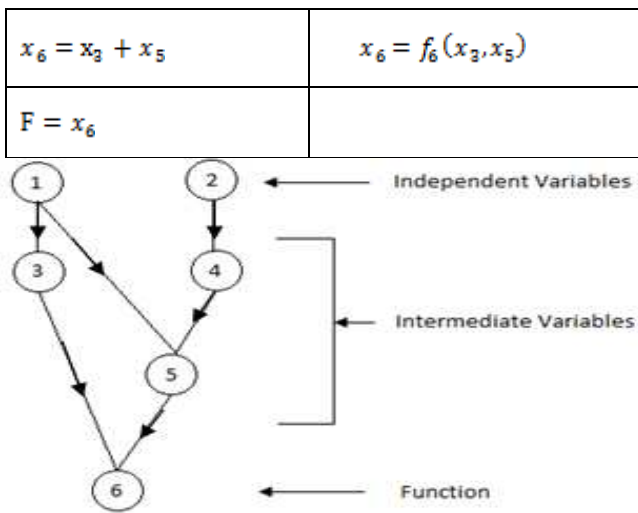 x₆ = x₃ + x₅
x₆ = f₆(x₃,x₅)
F = x₆
1
2
Independent Variables
3
4
Intermediate Variables
5
6
Function